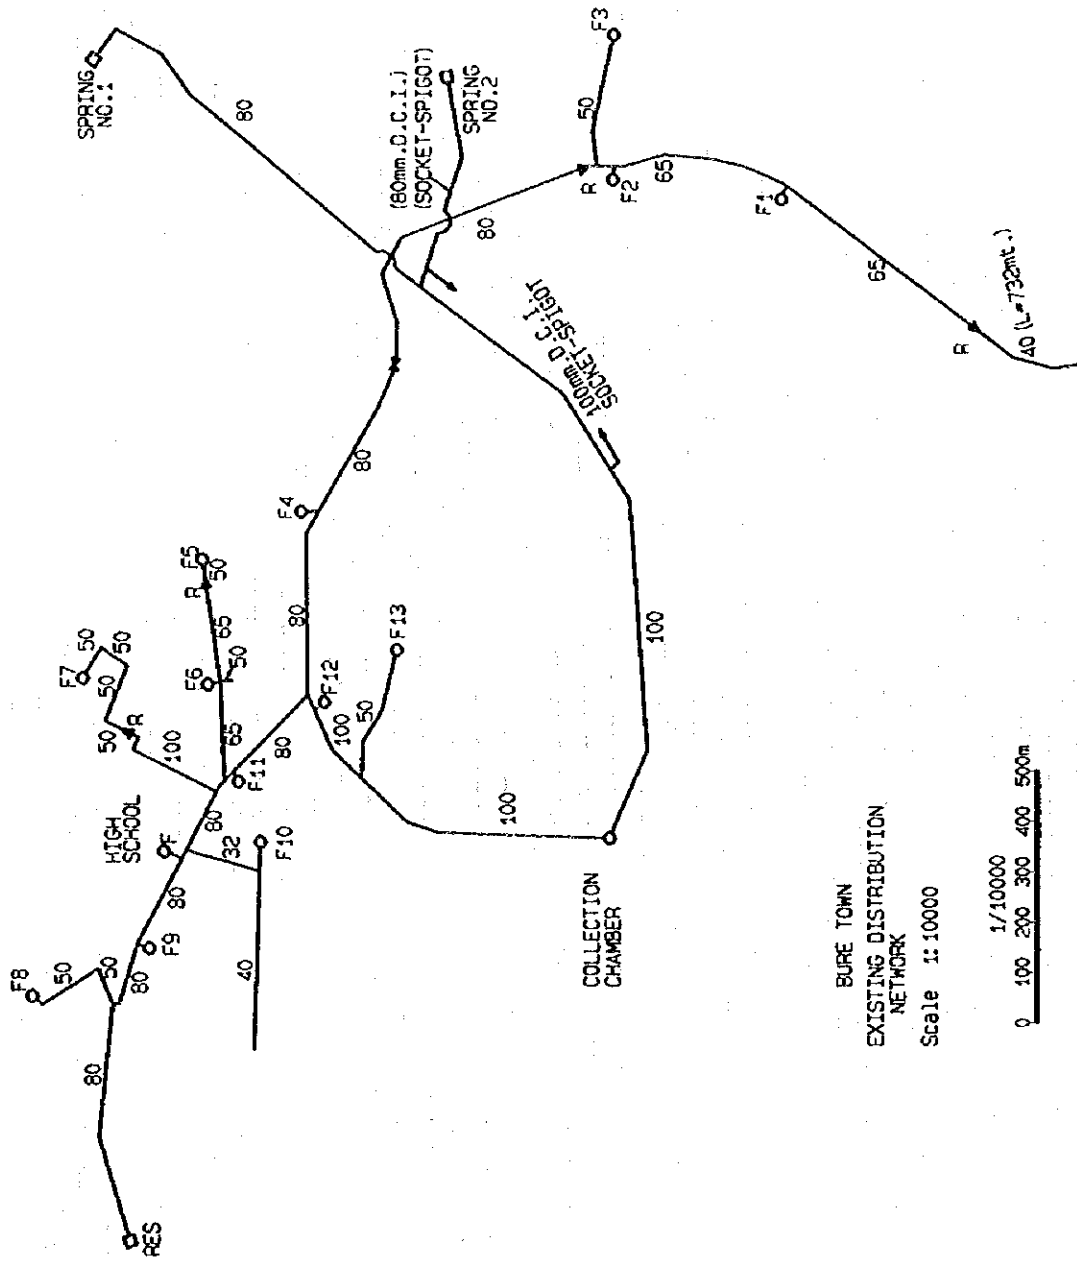 SPRING
NO.1
80
(80mm.D.C.I.)
(SOCKET-SPIGOT)
SPRING
NO.2
F3
50
R
F2
65
80
F1
65
R
40 (L=732mt.)
100mm.D.C.I.
SOCKET-SPIGOT
80
F4
80
F5
50
R
65
F6
50
65
F7
50
50
50
50
R
100
F12
F13
50
100
80
F11
HIGH
SCHOOL
F
80
32
F10
80
F9
F8
50
50
80
40
80
RES
100
100
COLLECTION
CHAMBER
BURE TOWN
EXISTING DISTRIBUTION
NETWORK
Scale 1:10000
1/10000
0 100 200 300 400 500m